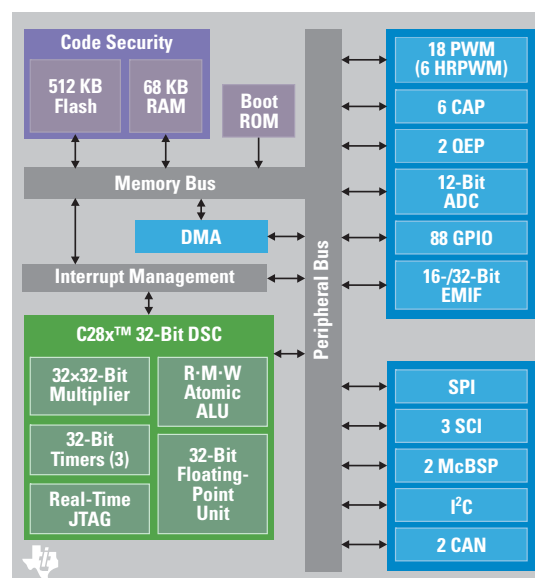 Code Security
512 KB
Flash
68 KB
RAM
Boot
ROM
Memory Bus
DMA
Interrupt Management
C28x™ 32-Bit DSC
32×32-Bit
Multiplier
R·M·W
Atomic
ALU
32-Bit
Timers (3)
32-Bit
Floating-
Point
Unit
Real-Time
JTAG
Peripheral Bus
18 PWM
(6 HRPWM)
6 CAP
2 QEP
12-Bit
ADC
88 GPIO
16-/32-Bit
EMIF
SPI
3 SCI
2 McBSP
I²C
2 CAN